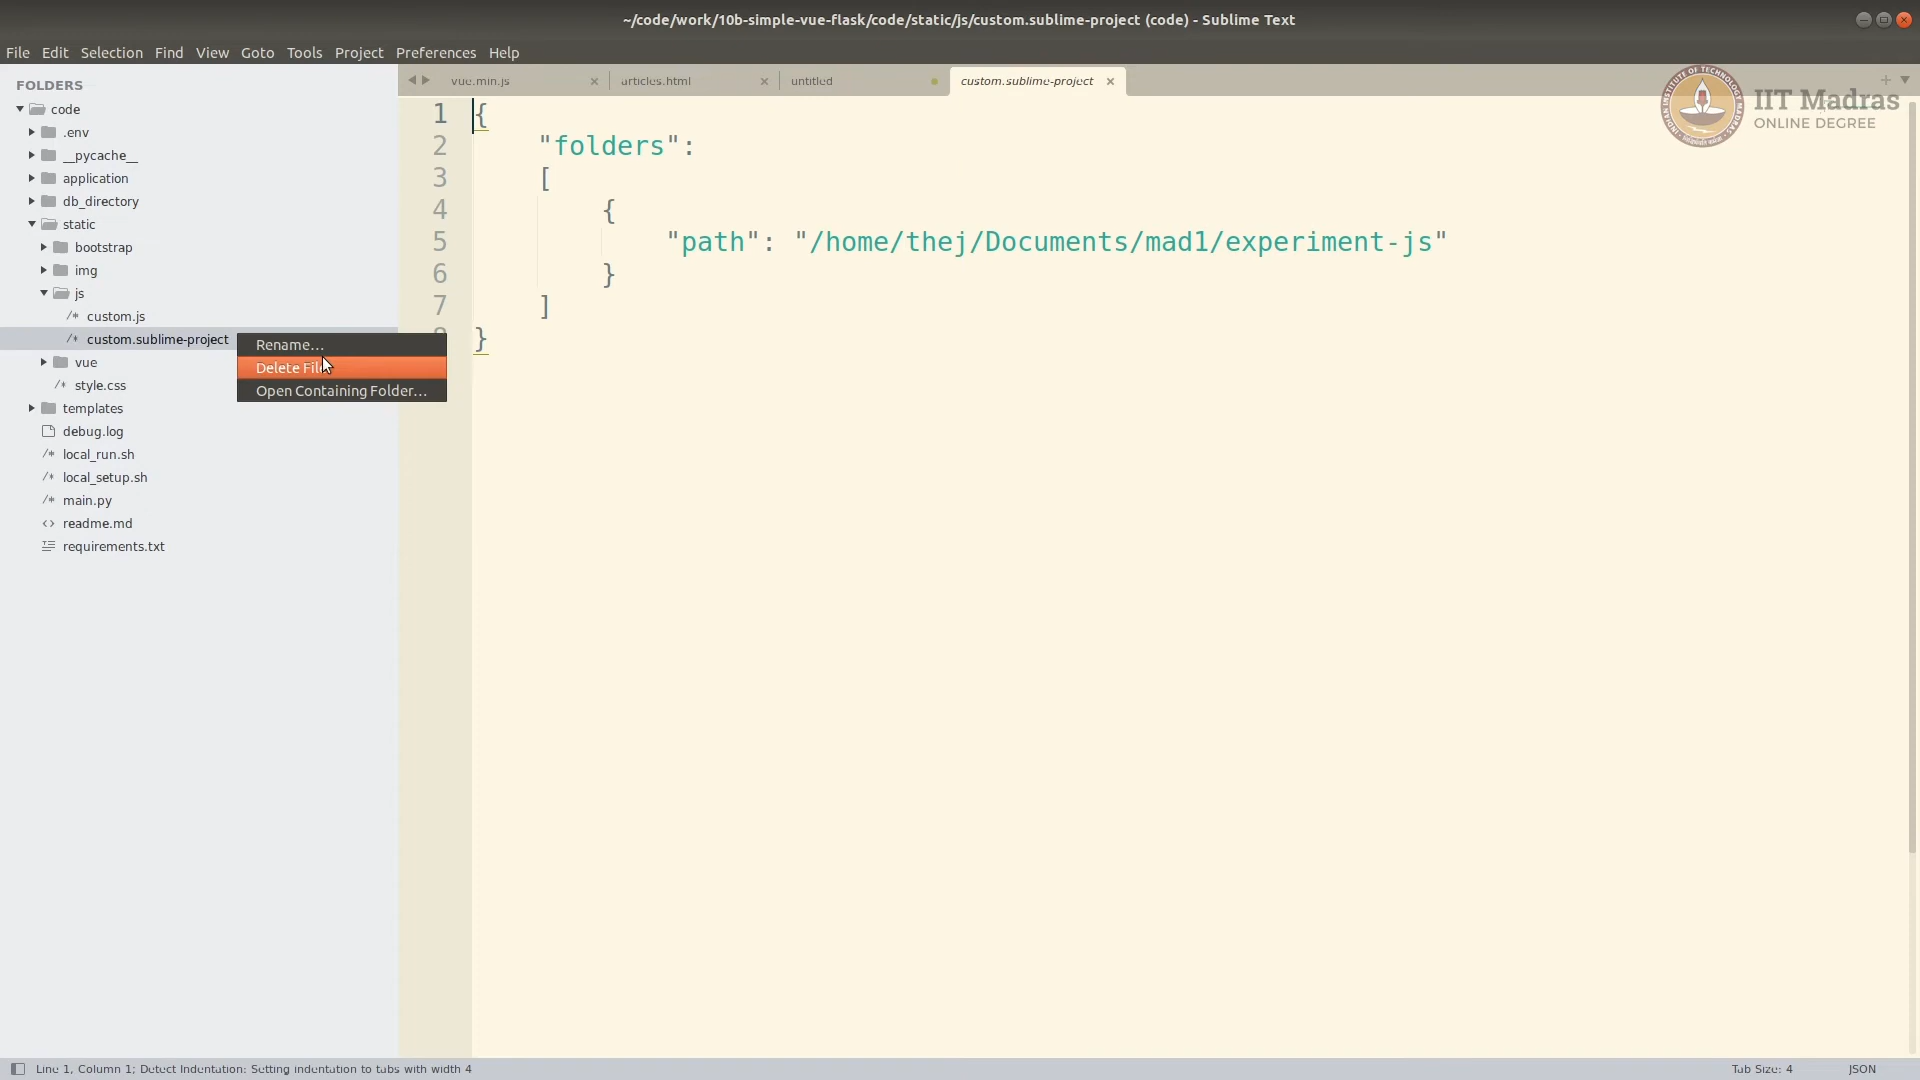 ~/code/work/10b-simple-vue-flask/code/static/js/custom.sublime-project (code) - Sublime Text
File Edit Selection Find View Goto Tools Project Preferences Help
FOLDERS
code
.env
__pycache__
application
db_directory
static
bootstrap
img
js
custom.js
custom.sublime-project
vue
style.css
templates
debug.log
local_run.sh
local_setup.sh
main.py
readme.md
requirements.txt
Rename…
Delete File
Open Containing Folder…
vue.min.js articles.html untitled custom.sublime-project
IIT Madras
ONLINE DEGREE
1 {
2 "folders":
3 [
4 {
5 "path": "/home/thej/Documents/mad1/experiment-js"
6 }
7 ]
8 }
Line 1, Column 1; Detect Indentation: Setting indentation to tabs with width 4
Tab Size: 4 JSON